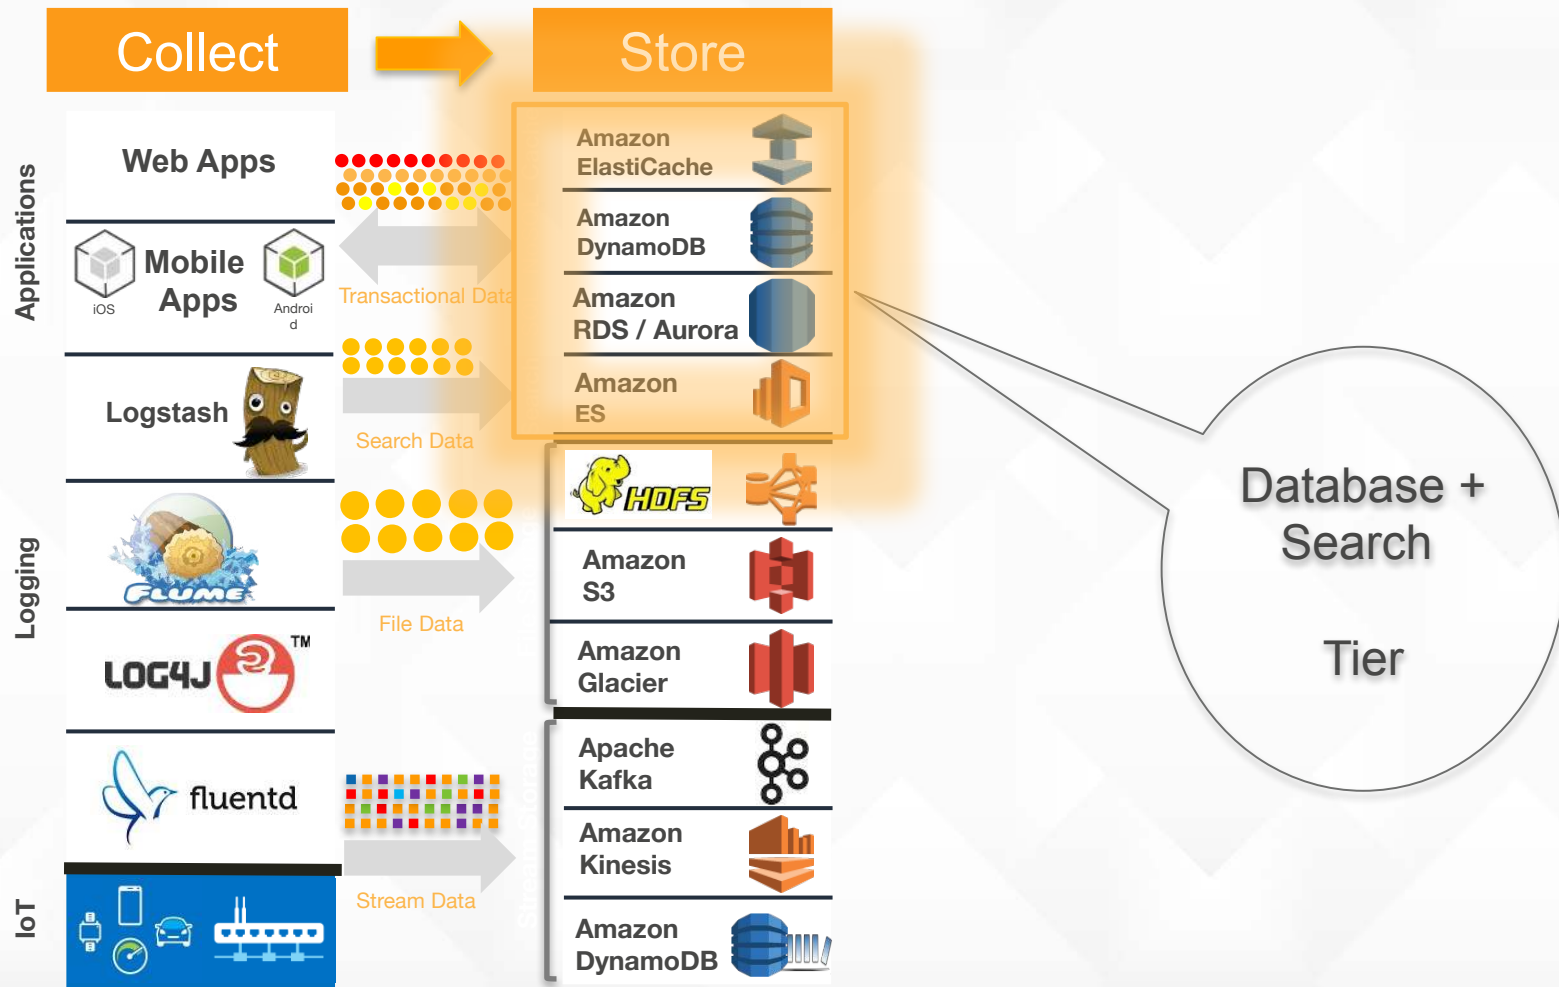 Collect
Store
Applications
Web Apps
Mobile
Apps
iOS
Androi
d
Logstash
Logging
FLUME
LOG4J
TM
fluentd
IoT
Transactional Data
Search Data
File Data
Stream Data
Amazon
ElastiCache
Amazon
DynamoDB
Amazon
RDS / Aurora
Amazon
ES
HDFS
Amazon
S3
Amazon
Glacier
Apache
Kafka
Amazon
Kinesis
Amazon
DynamoDB
Database +
Search
Tier